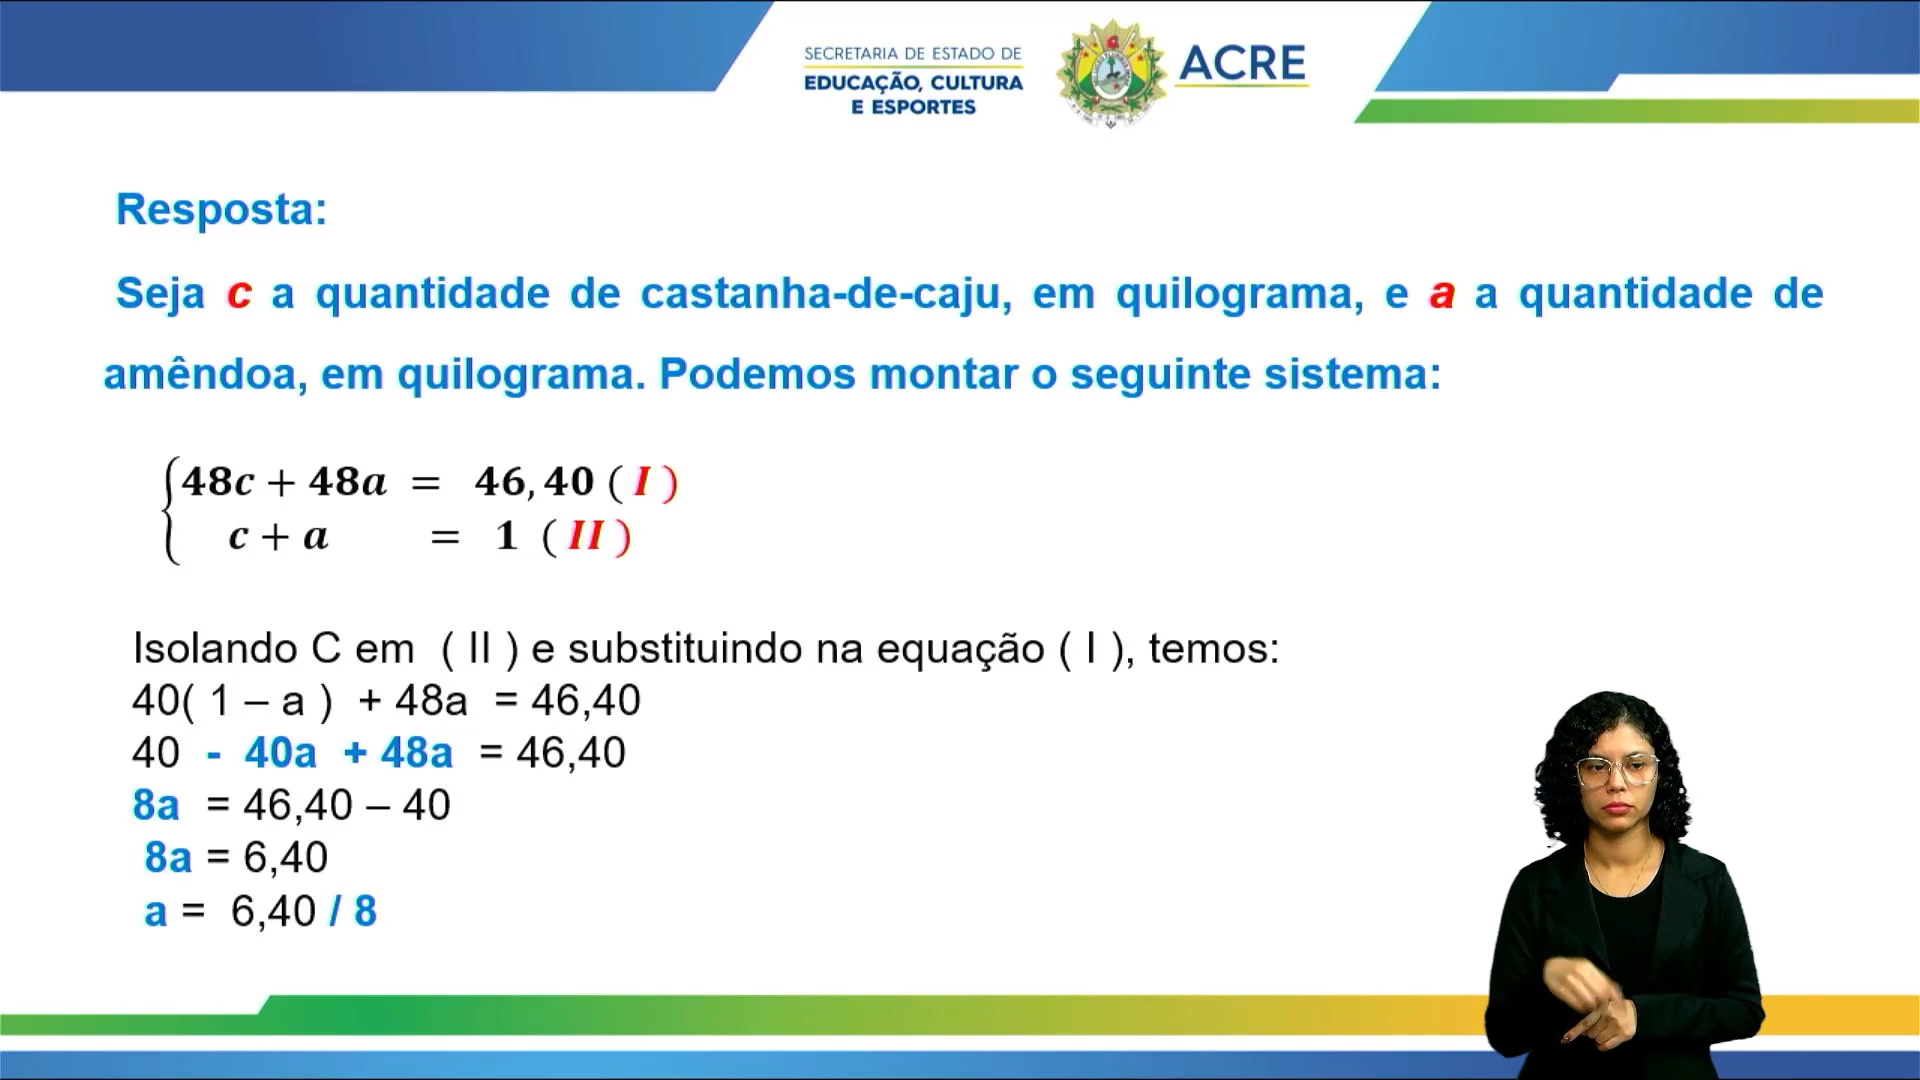 SECRETARIA DE ESTADO DE
EDUCAÇÃO, CULTURA
E ESPORTES
ACRE
Resposta:
Seja c a quantidade de castanha-de-caju, em quilograma, e a a quantidade de
amêndoa, em quilograma. Podemos montar o seguinte sistema:
48c + 48a = 46,40 ( I )
c + a = 1 ( II )
Isolando C em ( II ) e substituindo na equação ( I ), temos:
40( 1 – a ) + 48a = 46,40
40 - 40a + 48a = 46,40
8a = 46,40 – 40
8a = 6,40
a = 6,40 / 8